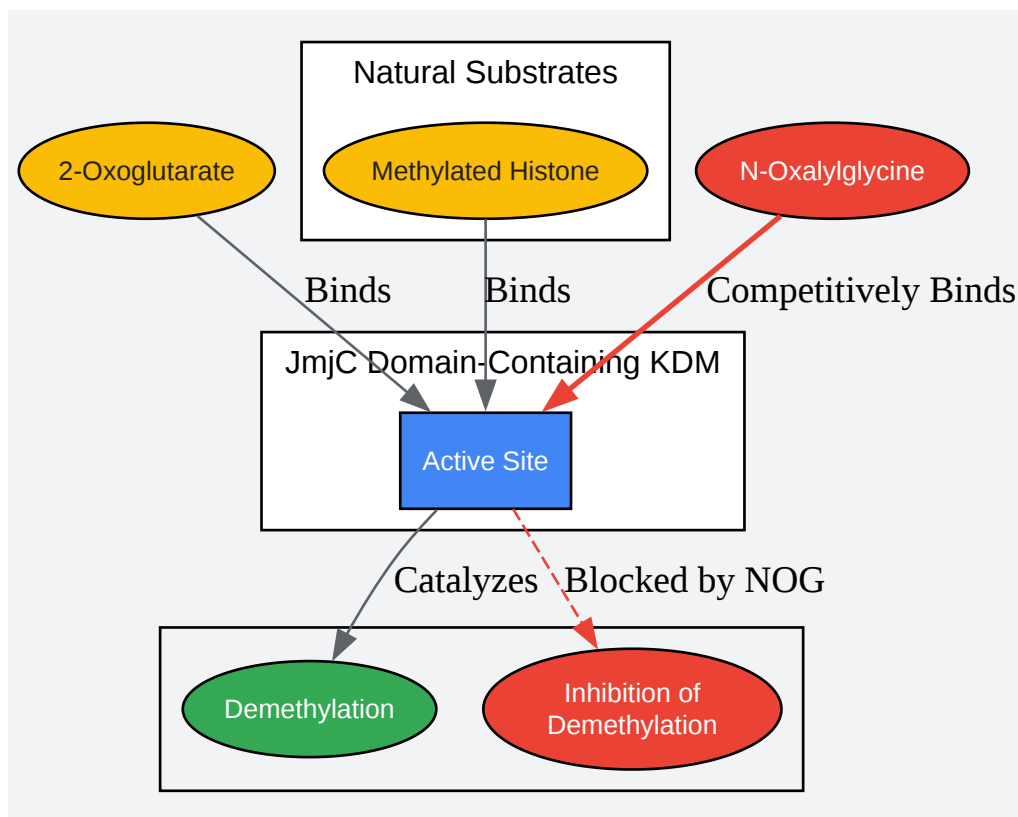 Natural Substrates
2-Oxoglutarate
Methylated Histone
N-Oxalylglycine
Binds
Binds
Competitively Binds
JmjC Domain-Containing KDM
Active Site
Catalyzes
Blocked by NOG
Demethylation
Inhibition of
Demethylation